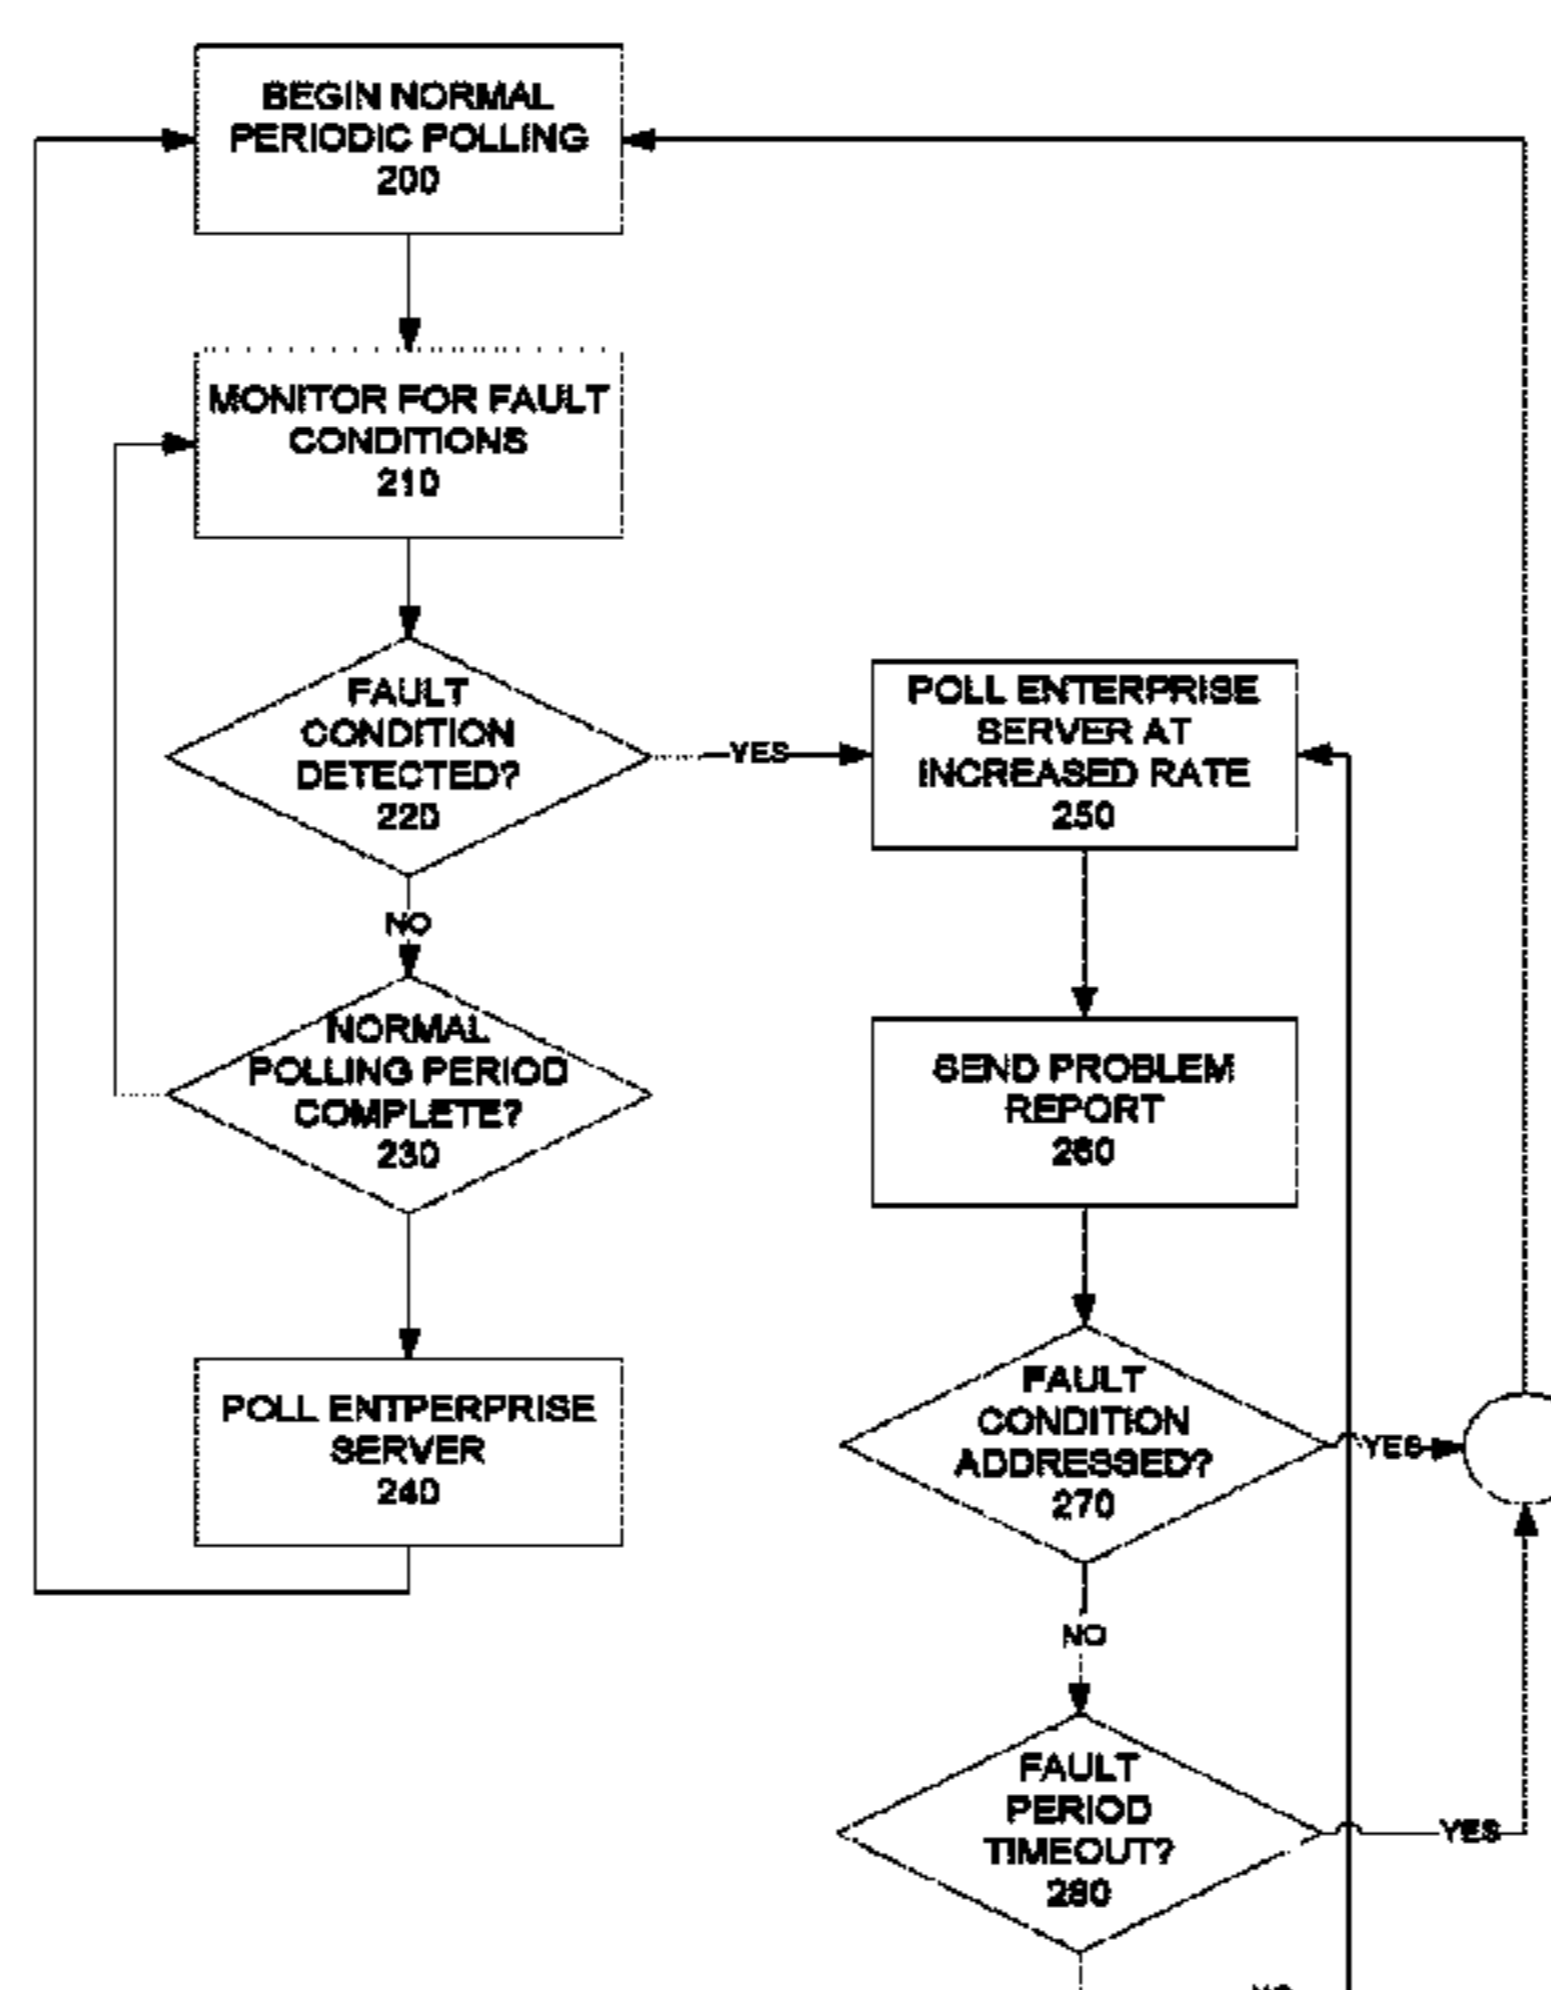 BEGIN NORMAL
PERIODIC POLLING
200
MONITOR FOR FAULT
CONDITIONS
210
FAULT
CONDITION
DETECTED?
220
YES
POLL ENTERPRISE
SERVER AT
INCREASED RATE
250
NO
NORMAL
POLLING PERIOD
COMPLETE?
230
SEND PROBLEM
REPORT
260
POLL ENTPERPRISE
SERVER
240
FAULT
CONDITION
ADDRESSED?
270
YES
NO
FAULT
PERIOD
TIMEOUT?
280
YES